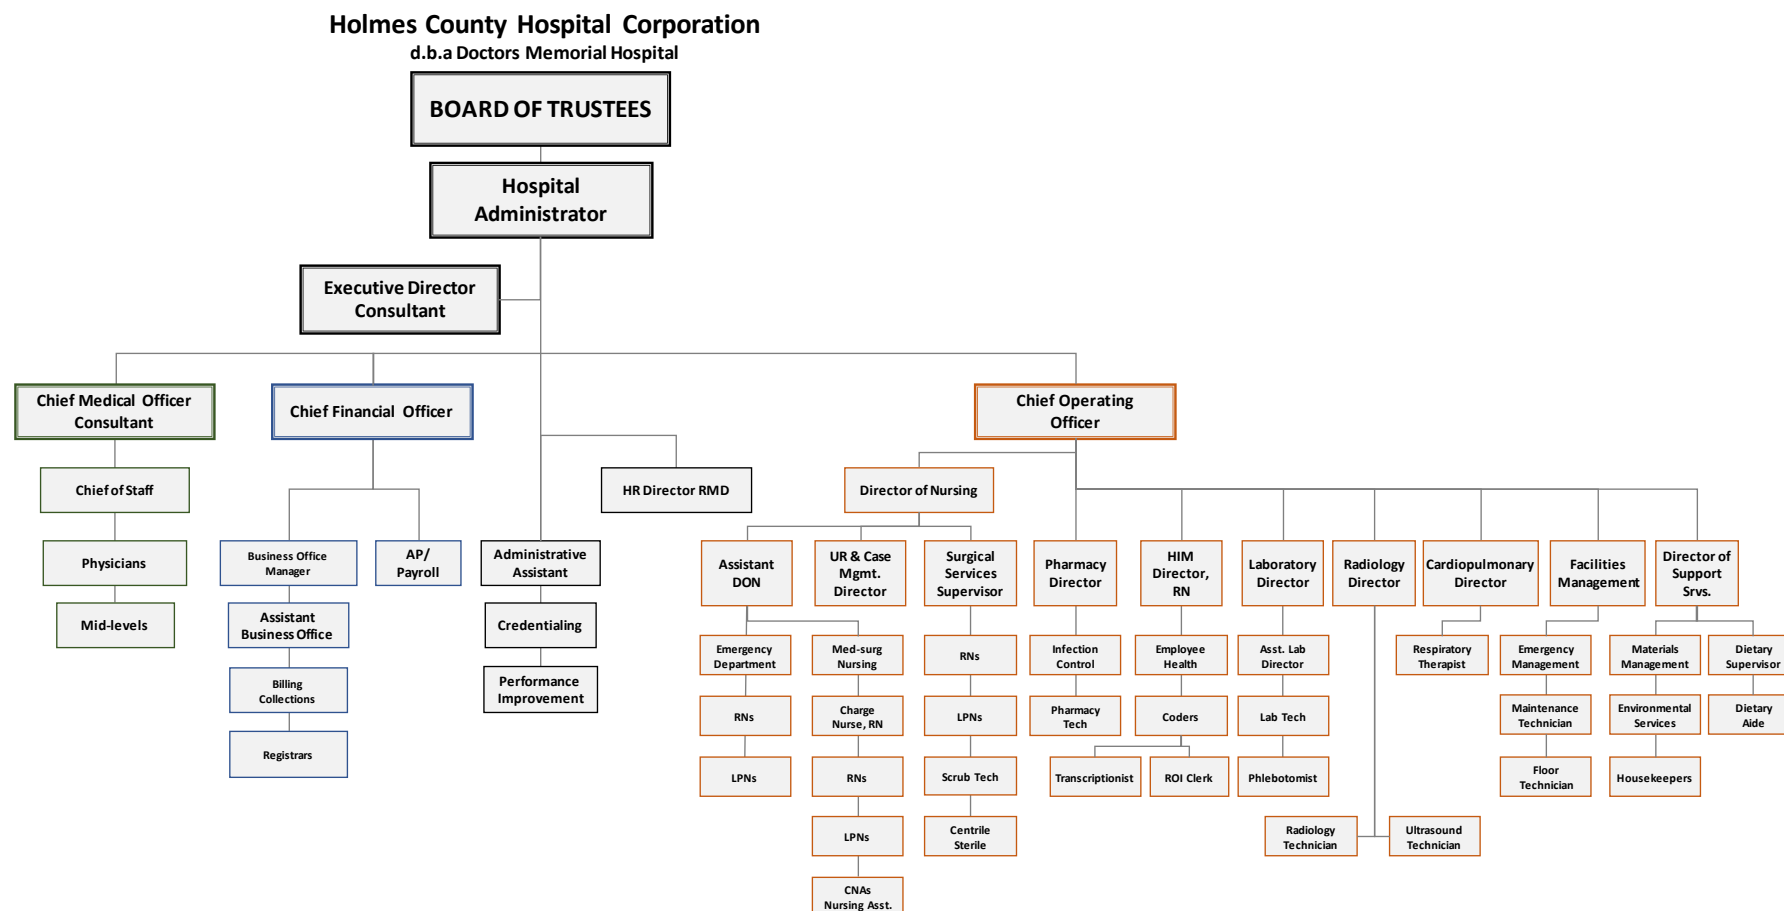 Holmes County Hospital Corporation
d.b.a Doctors Memorial Hospital
BOARD OF TRUSTEES
Hospital
Administrator
Executive Director
Consultant
Chief Medical Officer
Consultant
Chief Financial Officer
Chief Operating
Officer
Chief of Staff
HR Director RMD
Director of Nursing
Physicians
Business Office
Manager
AP/
Payroll
Administrative
Assistant
Assistant
DON
UR & Case
Mgmt.
Director
Surgical
Services
Supervisor
Pharmacy
Director
HIM
Director,
RN
Laboratory
Director
Radiology
Director
Cardiopulmonary
Director
Facilities
Management
Director of
Support
Srvs.
Mid-levels
Assistant
Business Office
Credentialing
Emergency
Department
Med-surg
Nursing
RNs
Infection
Control
Employee
Health
Asst. Lab
Director
Respiratory
Therapist
Emergency
Management
Materials
Management
Dietary
Supervisor
Billing
Collections
Performance
Improvement
RNs
Charge
Nurse, RN
LPNs
Pharmacy
Tech
Coders
Lab Tech
Maintenance
Technician
Environmental
Services
Dietary
Aide
Registrars
LPNs
RNs
Scrub Tech
Transcriptionist
ROI Clerk
Phlebotomist
Floor
Technician
Housekeepers
LPNs
Centrile
Sterile
Radiology
Technician
Ultrasound
Technician
CNAs
Nursing Asst.